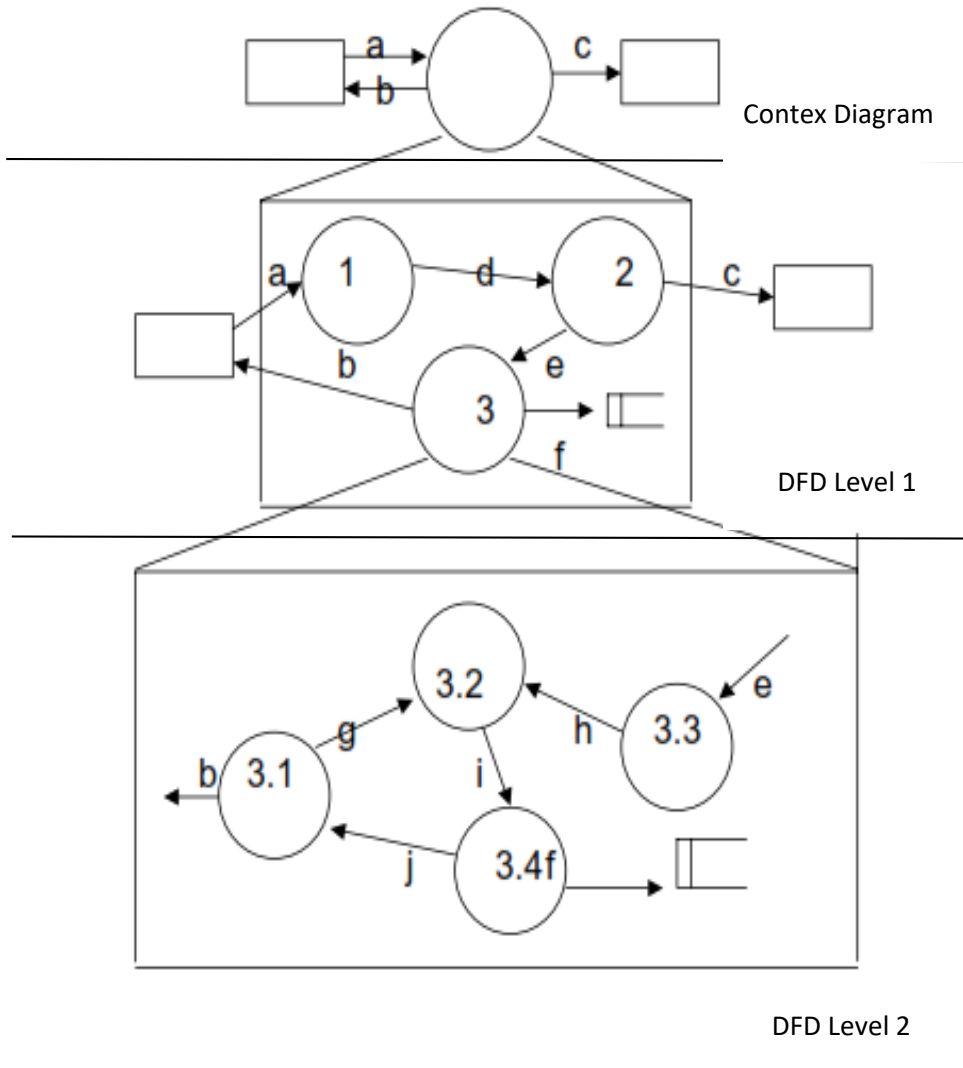 a
c
b
Contex Diagram
a
1
d
2
c
b
e
3
f
DFD Level 1
3.2
e
g
h
3.3
b
3.1
i
j
3.4f
DFD Level 2